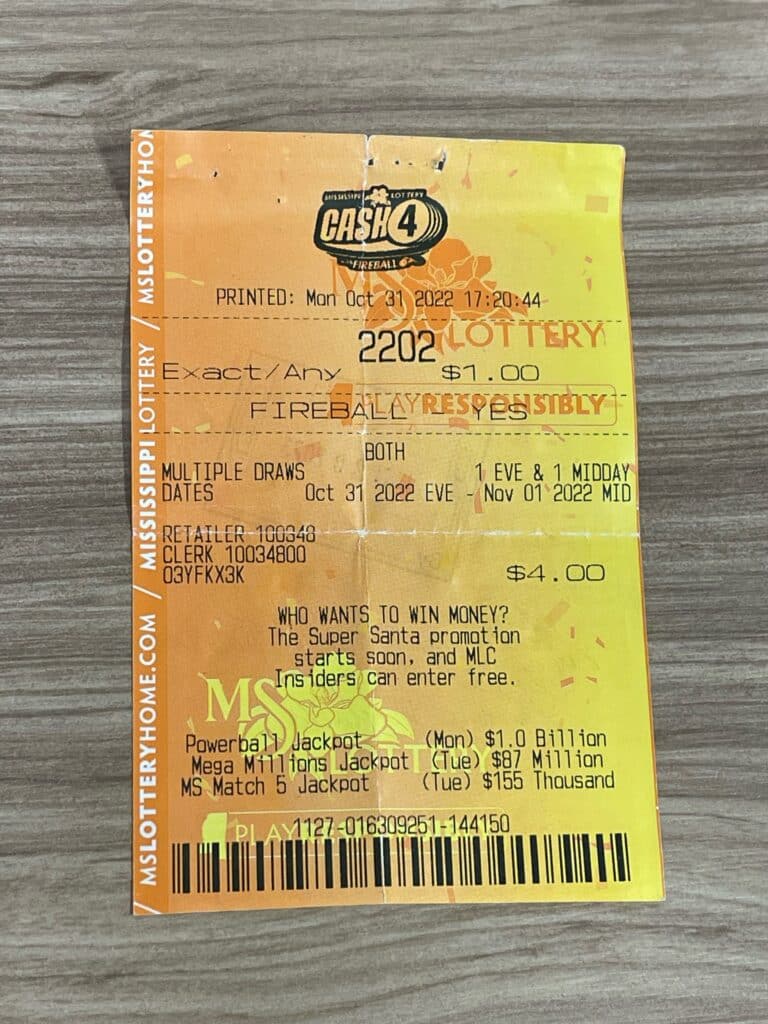 MISSISSIPPI LOTTERY
CASH 4
FIREBALL
PRINTED: Mon Oct 31 2022 17:20:44
MS LOTTERY
2202
Exact/Any $1.00
PLAYRESPONSIBLY
FIREBALL - YES
BOTH
MULTIPLE DRAWS 1 EVE & 1 MIDDAY
DATES Oct 31 2022 EVE - Nov 01 2022 MID
RETAILER 100348
CLERK 10034800
03YFKX3K $4.00
WHO WANTS TO WIN MONEY?
The Super Santa promotion
starts soon, and MLC
Insiders can enter free.
MS LOTTERY
Powerball Jackpot (Mon) $1.0 Billion
Mega Millions Jackpot (Tue) $87 Million
MS Match 5 Jackpot (Tue) $155 Thousand
1127-016309251-144150
MSLOTTERYHOME.COM / MISSISSIPPI LOTTERY / MSLOTTERYHOM